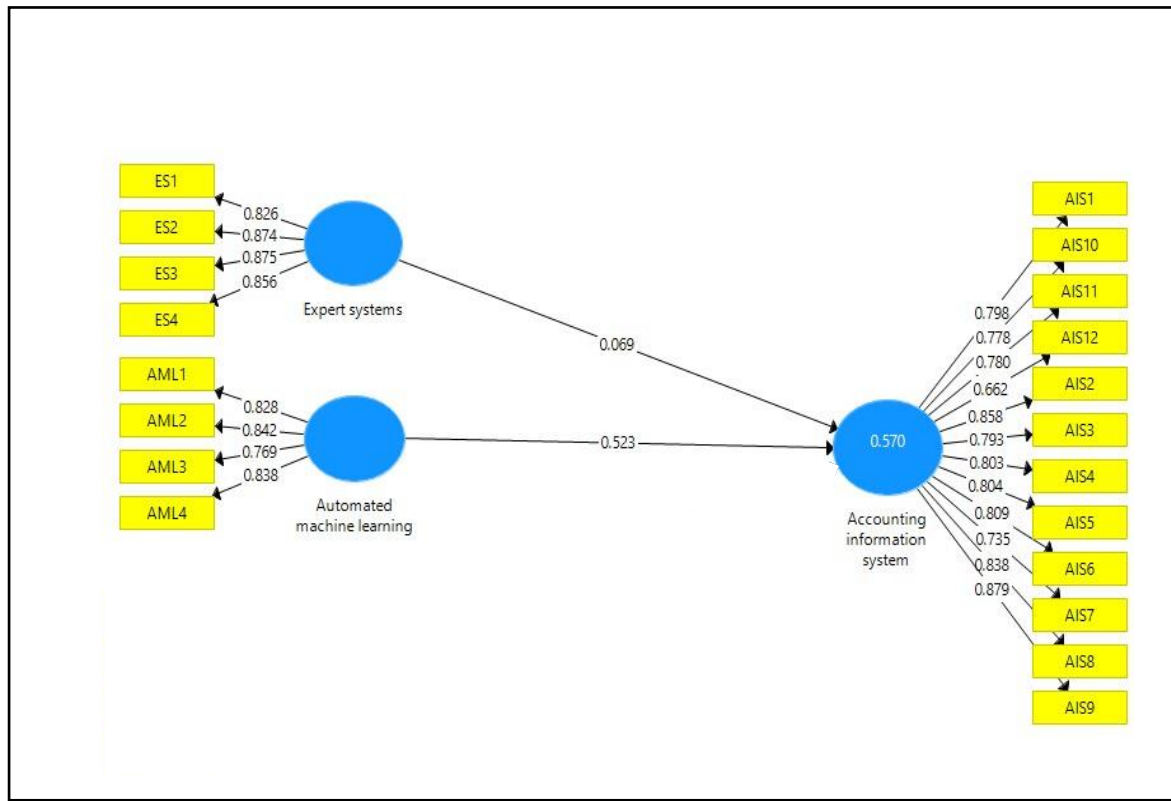 ES1
ES2
ES3
ES4
0.826
0.874
0.875
0.856
Expert systems
AML1
AML2
AML3
AML4
0.828
0.842
0.769
0.838
Automated
machine learning
0.069
0.523
0.570
Accounting
information
system
0.798
0.778
0.780
0.662
0.858
0.793
0.803
0.804
0.809
0.735
0.838
0.879
AIS1
AIS10
AIS11
AIS12
AIS2
AIS3
AIS4
AIS5
AIS6
AIS7
AIS8
AIS9